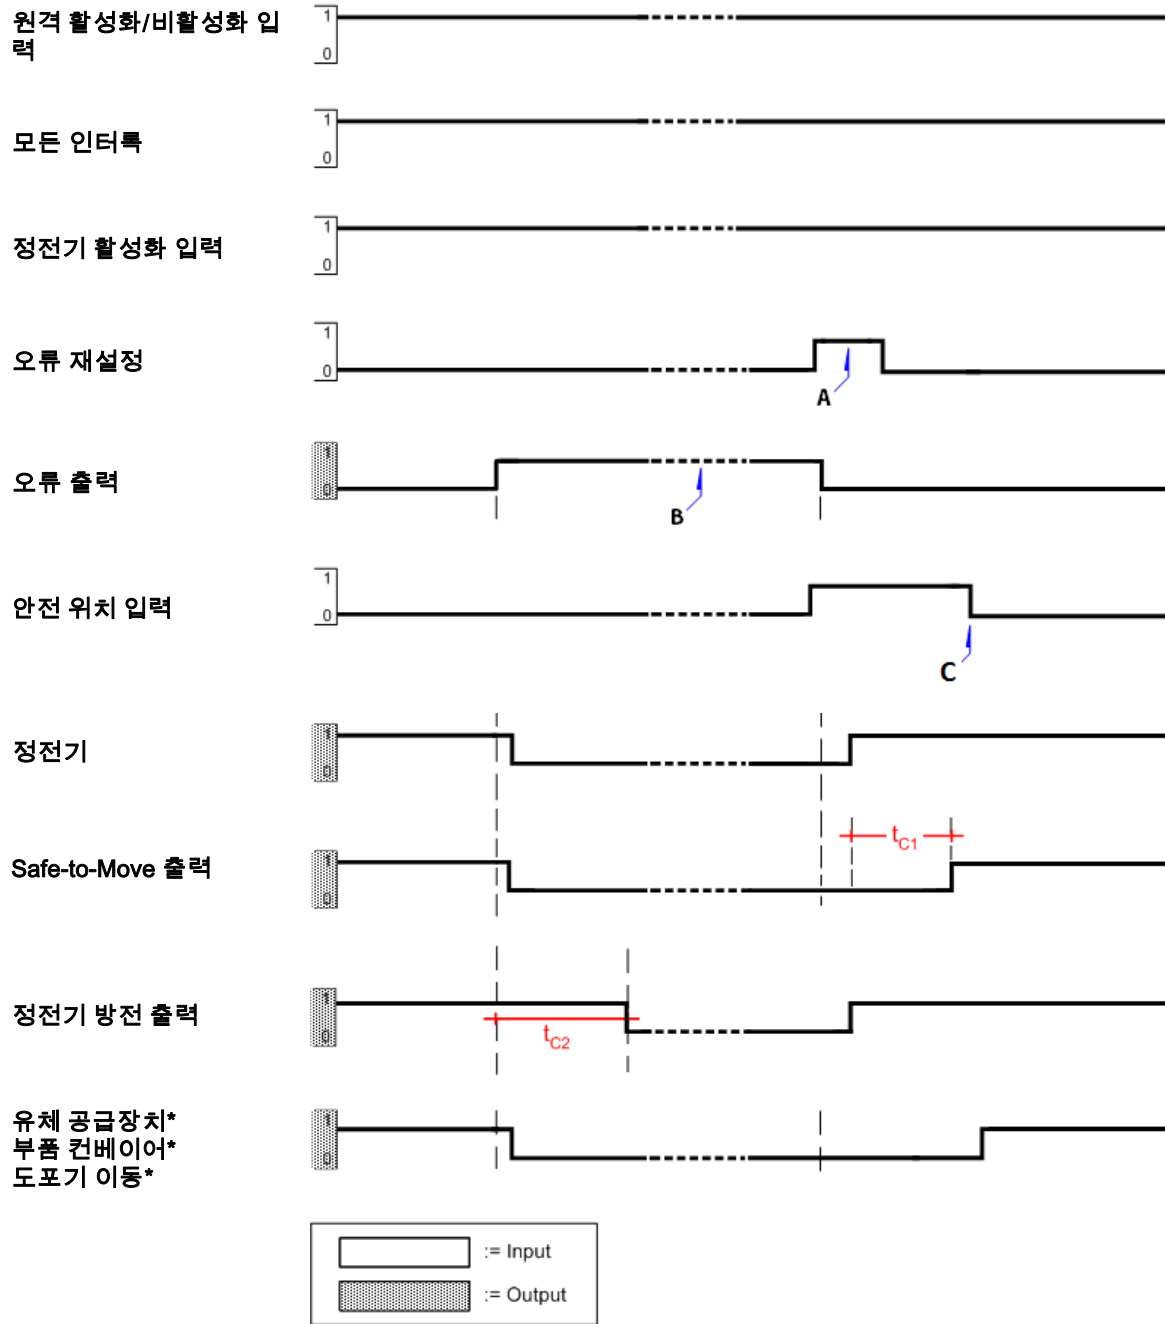 원격 활성화/비활성화 입
력
1
0
모든 인터록
1
0
정전기 활성화 입력
1
0
오류 재설정
1
0
A
오류 출력
1
0
B
안전 위치 입력
1
0
C
정전기
1
0
Safe-to-Move 출력
1
0
tC1
정전기 방전 출력
1
0
tC2
유체 공급장치*
부품 컨베이어*
도포기 이동*
1
0
:= Input
:= Output